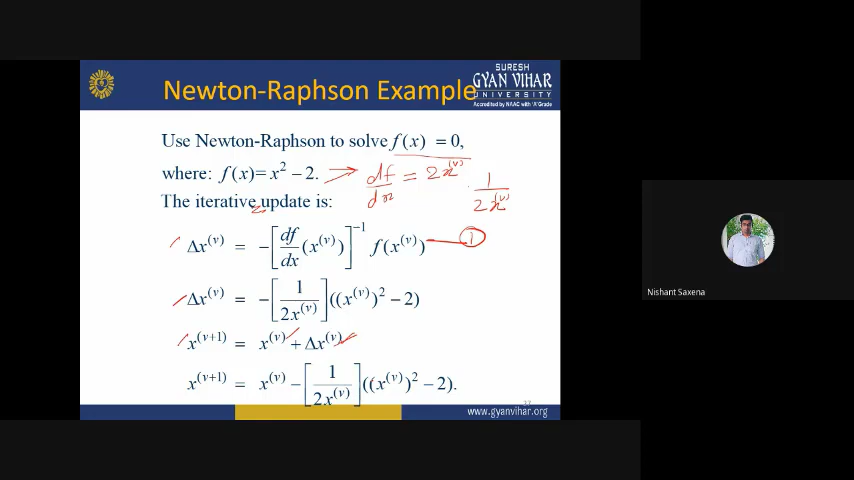 SURESH
GYAN VIHAR
UNIVERSITY
Accredited by NAAC with 'A' Grade
Newton-Raphson Example
Use Newton-Raphson to solve f(x) = 0,
where: f(x)= x² − 2. → df/dx = 2x^(v) · 1/2x^(v)
The iterative update is:
Δx^(v) = −[df/dx (x^(v))]^−1 f(x^(v)) — 1
Δx^(v) = −[1/2x^(v)]((x^(v))² − 2)
x^(v+1) = x^(v) + Δx^(v)
x^(v+1) = x^(v) − [1/2x^(v)]((x^(v))² − 2).
www.gyanvihar.org
Nishant Saxena